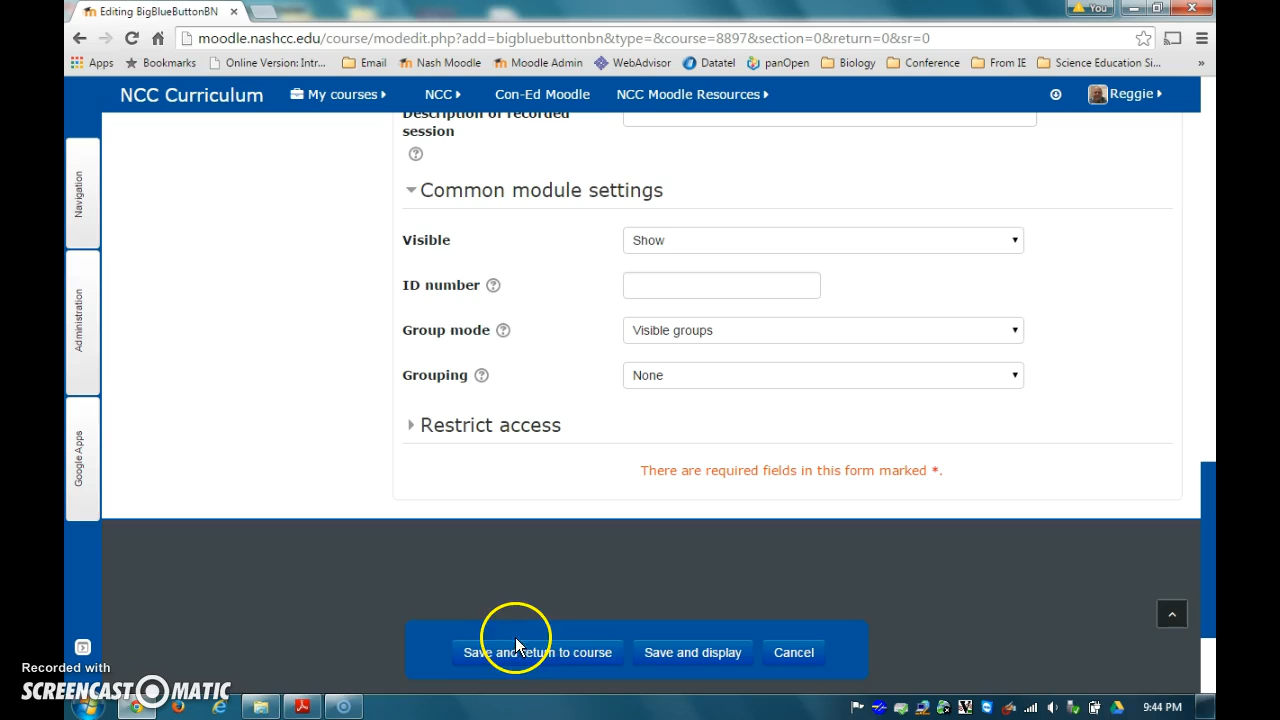 Editing BigBlueButtonBN
You
moodle.nashcc.edu/course/modedit.php?add=bigbluebuttonbn&type=&course=8897&section=0&return=0&sr=0
Apps Bookmarks Online Version: Intr... Email Nash Moodle Moodle Admin WebAdvisor Datatel panOpen Biology Conference From IE Science Education Si... »
NCC Curriculum My courses NCC Con-Ed Moodle NCC Moodle Resources Reggie
Description of recorded
session
Common module settings
Visible Show
ID number
Group mode Visible groups
Grouping None
Restrict access
There are required fields in this form marked *.
Navigation
Administration
Google Apps
Save and return to course Save and display Cancel
Recorded with
SCREENCAST O MATIC
9:44 PM